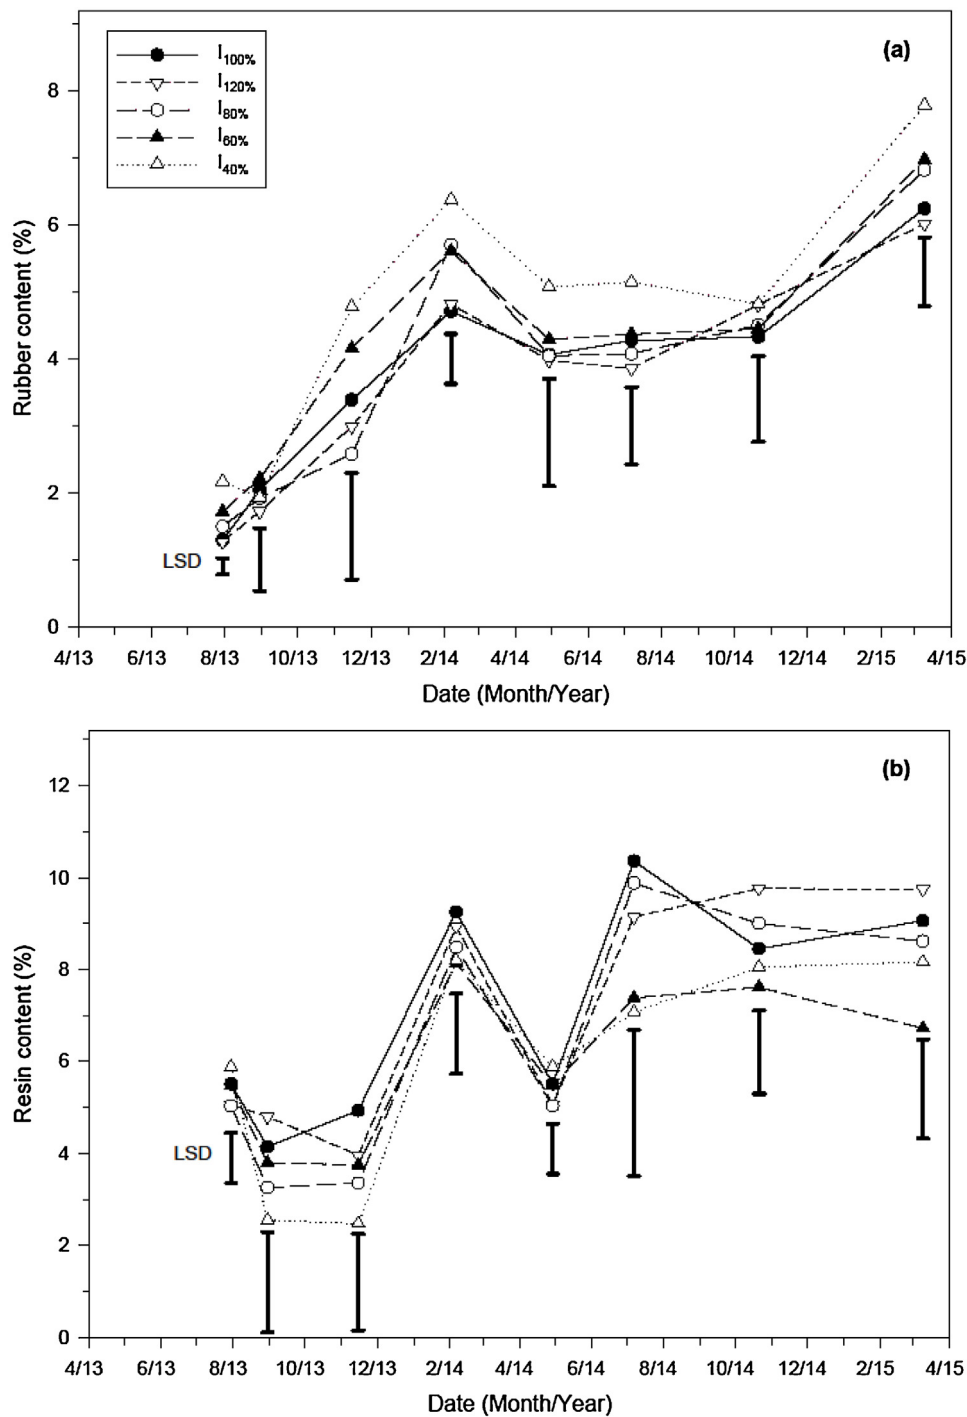 (a)
I100%
I120%
I80%
I60%
I40%
8
6
4
2
0
Rubber content (%)
LSD
4/13 6/13 8/13 10/13 12/13 2/14 4/14 6/14 8/14 10/14 12/14 2/15 4/15
Date (Month/Year)
(b)
12
10
8
6
4
2
0
Resin content (%)
LSD
4/13 6/13 8/13 10/13 12/13 2/14 4/14 6/14 8/14 10/14 12/14 2/15 4/15
Date (Month/Year)